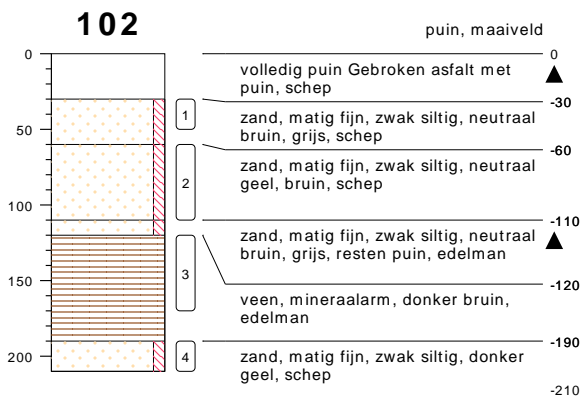 102
puin, maaiveld
0
0
volledig puin Gebroken asfalt met
puin, schep
-30
1
zand, matig fijn, zwak siltig, neutraal
bruin, grijs, schep
50
-60
2
zand, matig fijn, zwak siltig, neutraal
geel, bruin, schep
100
-110
zand, matig fijn, zwak siltig, neutraal
bruin, grijs, resten puin, edelman
3
150
-120
veen, mineraalarm, donker bruin,
edelman
-190
200
4
zand, matig fijn, zwak siltig, donker
geel, schep
-210